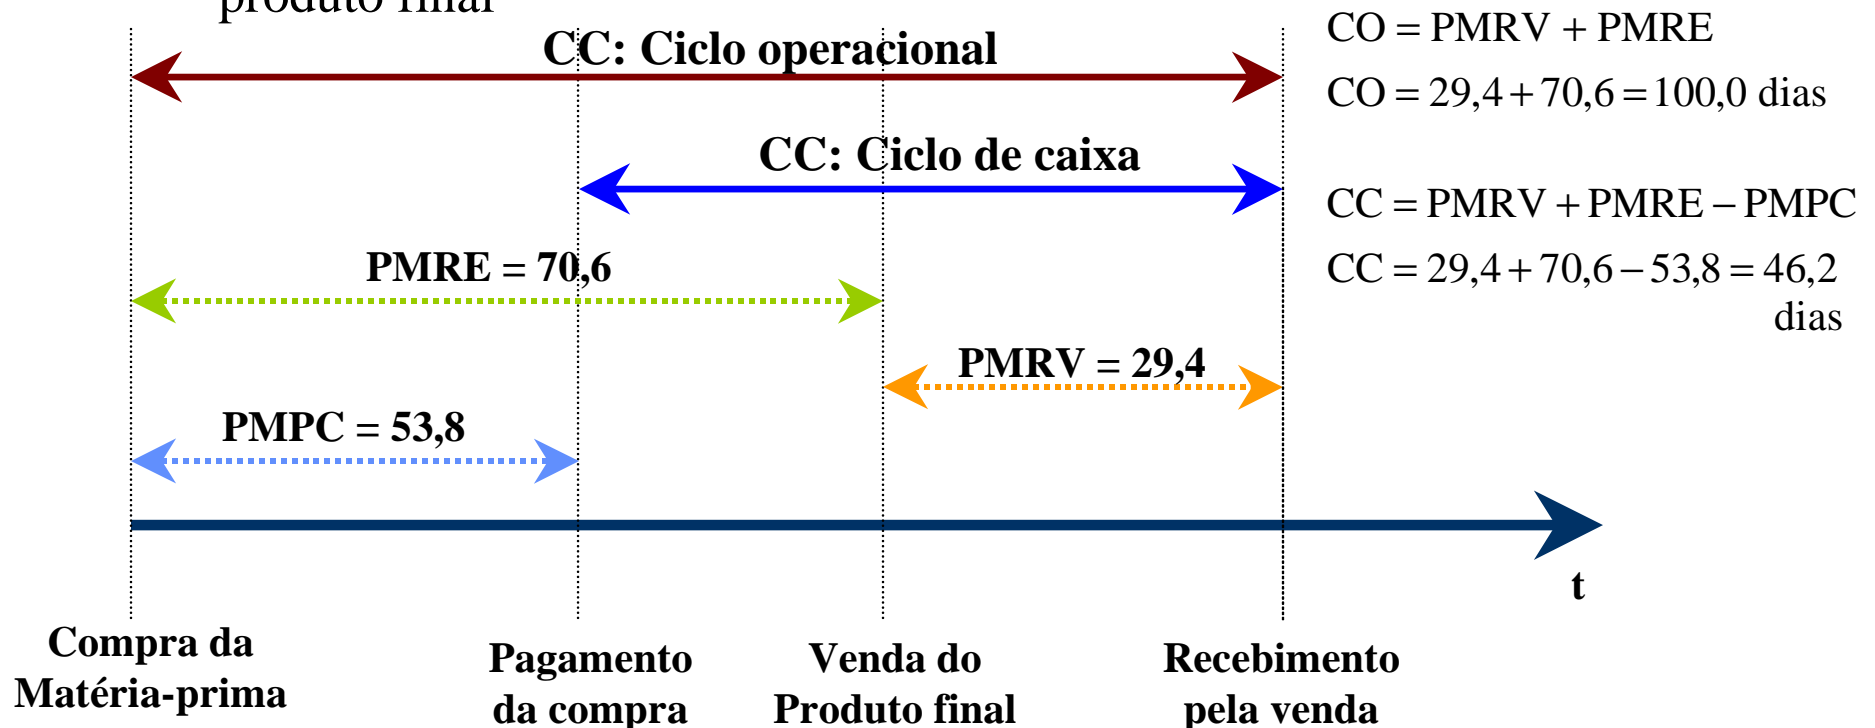 produto final
CC: Ciclo operacional
CO = PMRV + PMRE
CO = 29,4 + 70,6 = 100,0 dias
CC: Ciclo de caixa
CC = PMRV + PMRE − PMPC
CC = 29,4 + 70,6 − 53,8 = 46,2
dias
PMRE = 70,6
PMRV = 29,4
PMPC = 53,8
t
Compra da
Matéria-prima
Pagamento
da compra
Venda do
Produto final
Recebimento
pela venda